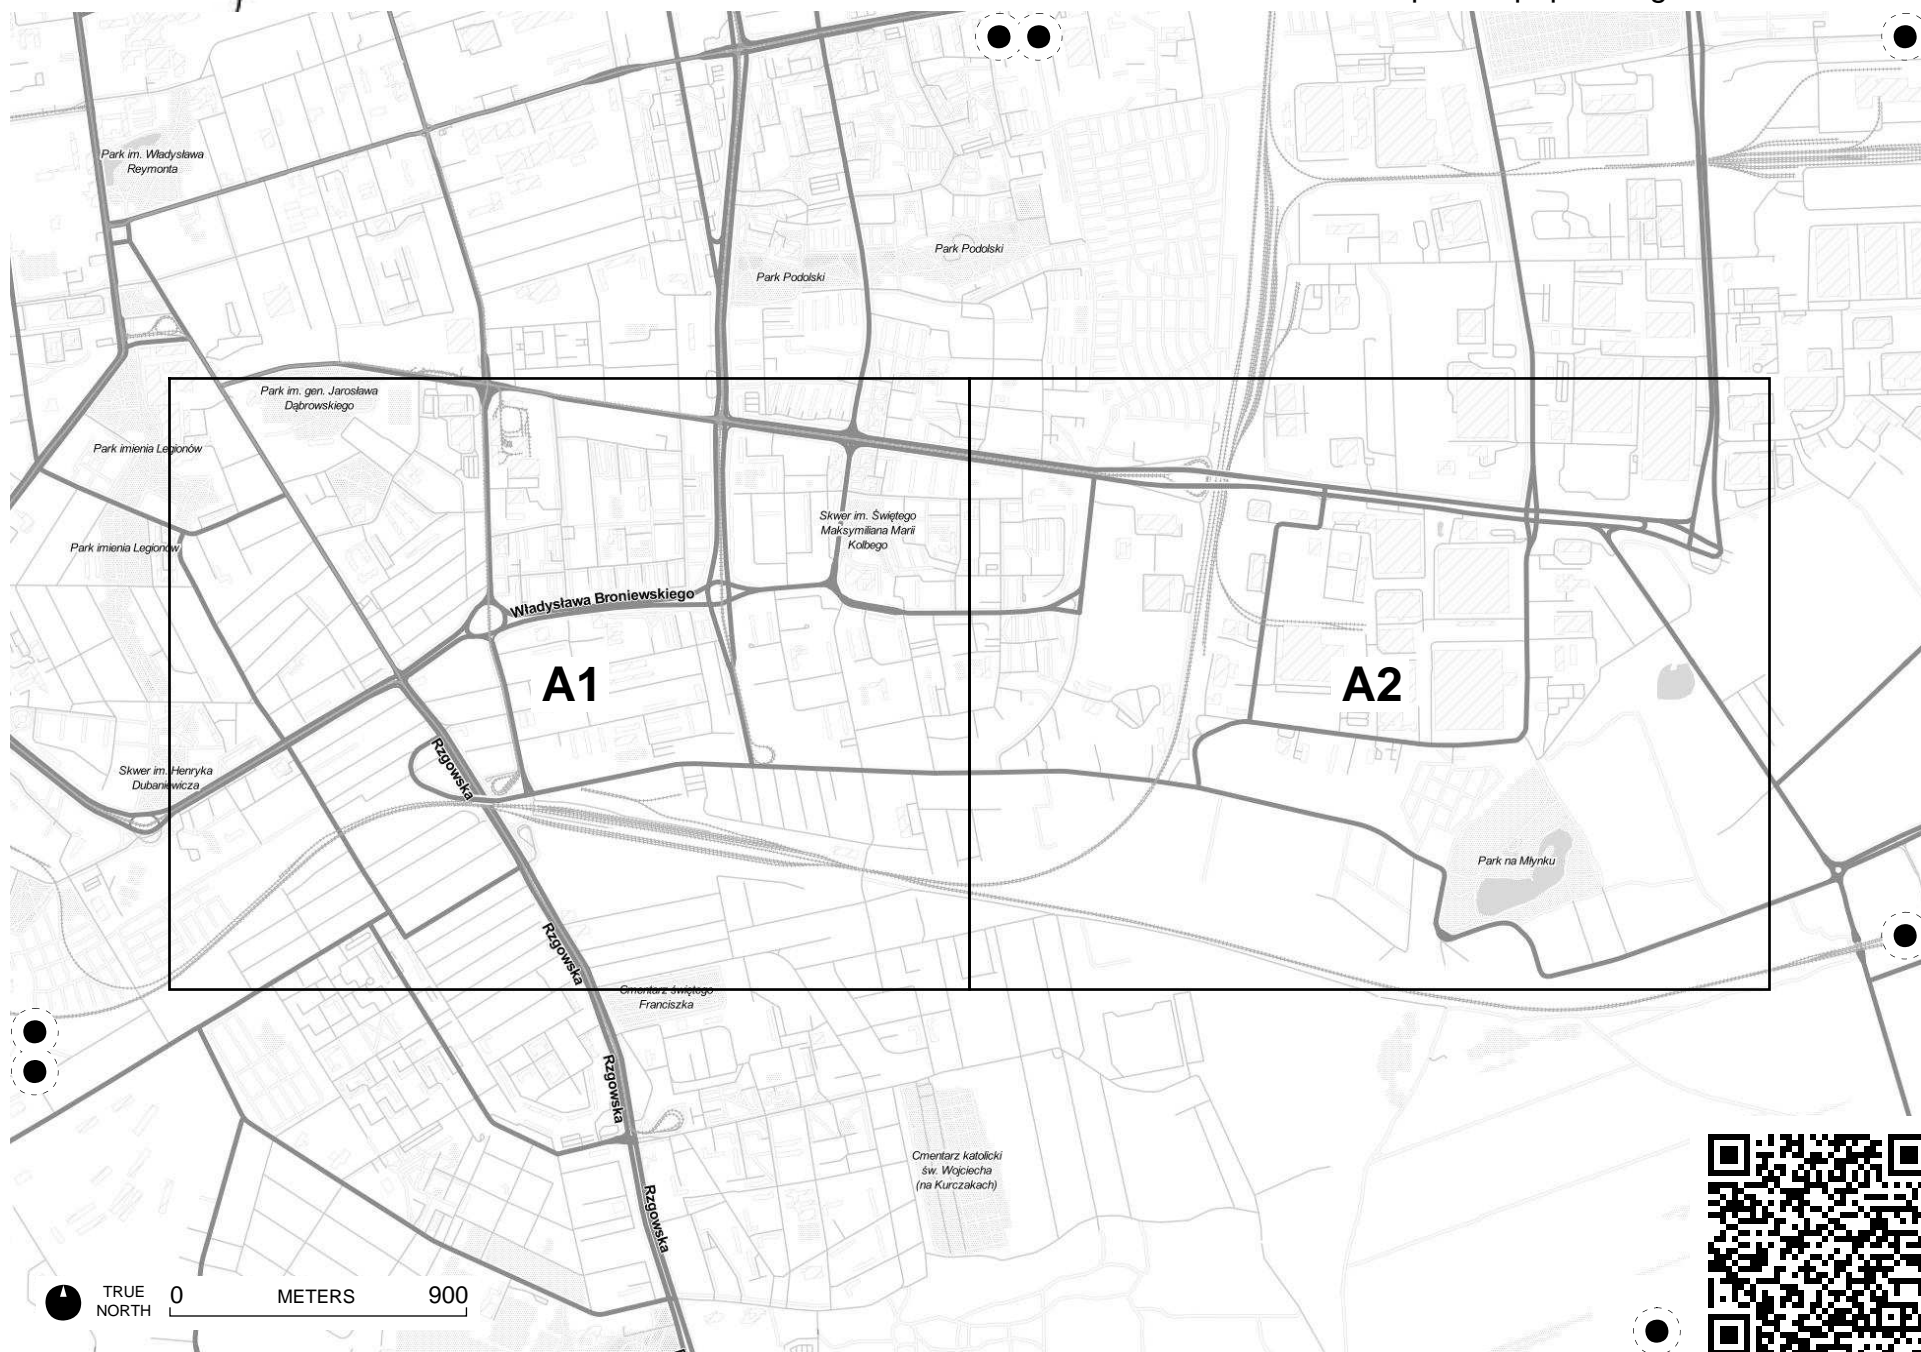 Park im. Władysława
Reymonta
Park Podolski
Park Podolski
Park im. gen. Jarosława
Dąbrowskiego
Park imienia Legionów
Skwer im. Świętego
Maksymiliana Marii
Kolbego
Park imienia Legionów
Władysława Broniewskiego
A1
A2
Rzgowska
Skwer im. Henryka
Dubaniewicza
Park na Młynku
Rzgowska
Cmentarz świętego
Franciszka
Rzgowska
Cmentarz katolicki
św. Wojciecha
(na Kurczakach)
Rzgowska
TRUE
NORTH
0 METERS 900